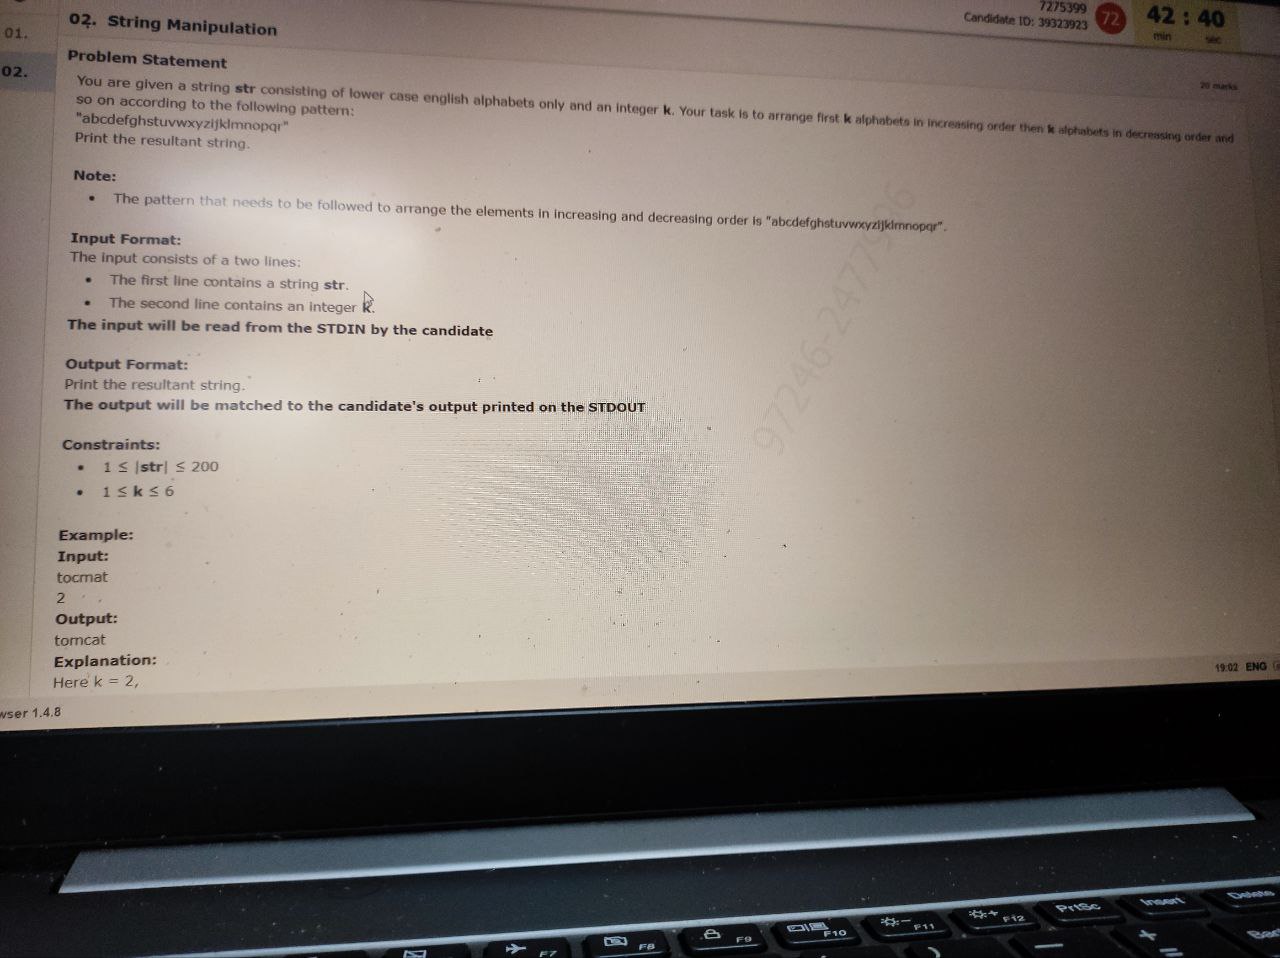 01.
02.
02. String Manipulation
7275399
Candidate ID: 39323923
72
42 : 40
min sec
Problem Statement
20 marks
You are given a string str consisting of lower case english alphabets only and an integer k. Your task is to arrange first k alphabets in increasing order then k alphabets in decreasing order and
so on according to the following pattern:
"abcdefghstuvwxyzijklmnopqr"
Print the resultant string.
Note:
• The pattern that needs to be followed to arrange the elements in increasing and decreasing order is "abcdefghstuvwxyzijklmnopqr".
Input Format:
The input consists of a two lines:
• The first line contains a string str.
• The second line contains an integer k.
The input will be read from the STDIN by the candidate
Output Format:
Print the resultant string.
The output will be matched to the candidate's output printed on the STDOUT
Constraints:
• 1 ≤ |str| ≤ 200
• 1 ≤ k ≤ 6
Example:
Input:
tocmat
2
Output:
tomcat
Explanation:
Here k = 2,
19:02 ENG
wser 1.4.8
F7 F8 F9 F10 F11 F12 PrtSc Insert Delete